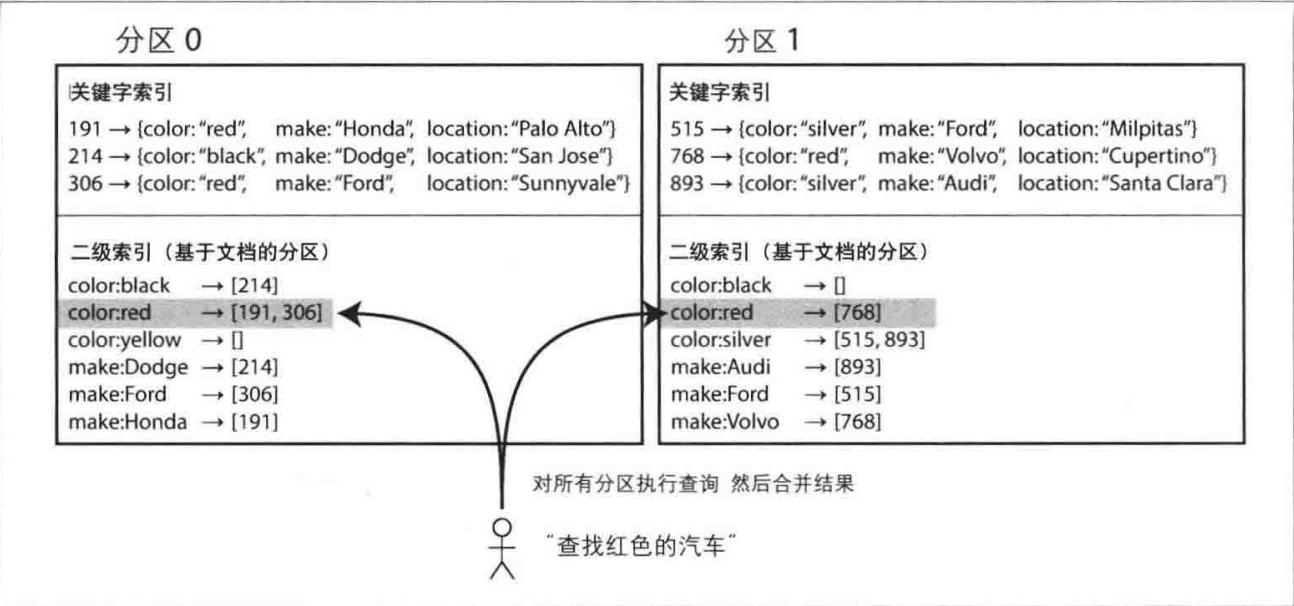 分区 0
关键字索引
191 → {color: “red”, make: “Honda”, location: “Palo Alto”}
214 → {color: “black”, make: “Dodge”, location: “San Jose”}
306 → {color: “red”, make: “Ford”, location: “Sunnyvale”}
二级索引（基于文档的分区）
color:black → [214]
color:red → [191, 306]
color:yellow → []
make:Dodge → [214]
make:Ford → [306]
make:Honda → [191]
分区 1
关键字索引
515 → {color: “silver”, make: “Ford”, location: “Milpitas”}
768 → {color: “red”, make: “Volvo”, location: “Cupertino”}
893 → {color: “silver”, make: “Audi”, location: “Santa Clara”}
二级索引（基于文档的分区）
color:black → []
color:red → [768]
color:silver → [515, 893]
make:Audi → [893]
make:Ford → [515]
make:Volvo → [768]
对所有分区执行查询 然后合并结果
“查找红色的汽车”